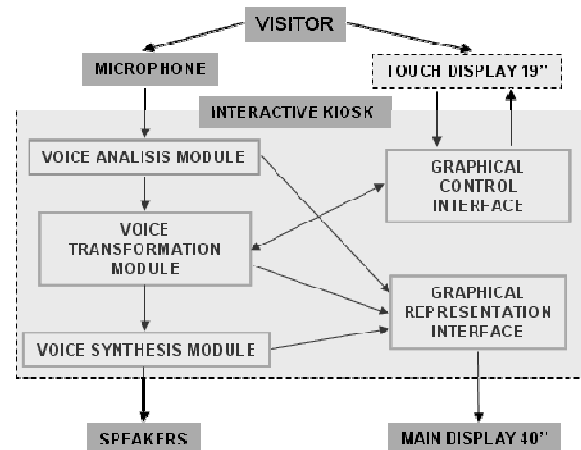 VISITOR
MICROPHONE
TOUCH DISPLAY 19"
INTERACTIVE KIOSK
VOICE ANALISIS MODULE
GRAPHICAL
CONTROL
INTERFACE
VOICE
TRANSFORMATION
MODULE
GRAPHICAL
REPRESENTATION
INTERFACE
VOICE SYNTHESIS MODULE
SPEAKERS
MAIN DISPLAY 40"